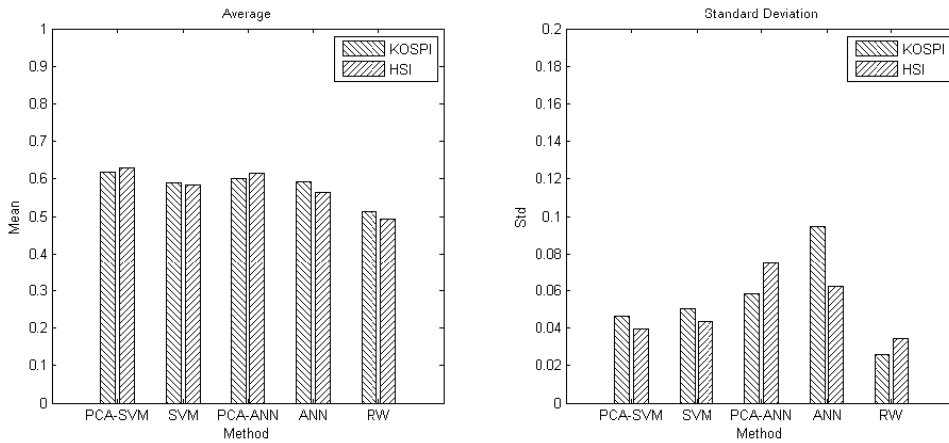 Average
Mean
1
0.9
0.8
0.7
0.6
0.5
0.4
0.3
0.2
0.1
0
KOSPI
HSI
PCA-SVM SVM PCA-ANN ANN RW
Method
Standard Deviation
Std
0.2
0.18
0.16
0.14
0.12
0.1
0.08
0.06
0.04
0.02
0
KOSPI
HSI
PCA-SVM SVM PCA-ANN ANN RW
Method